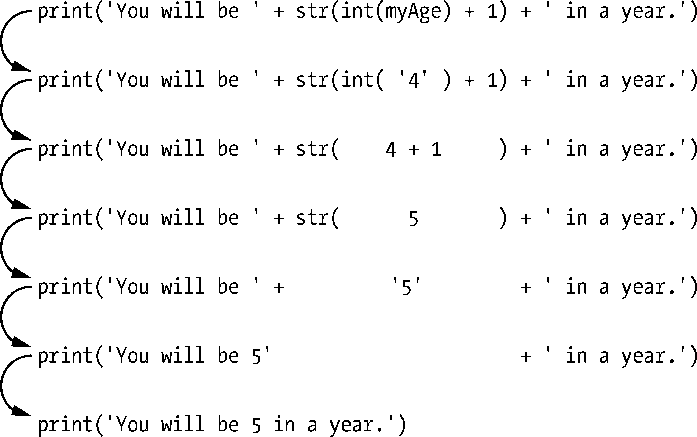 print('You will be ' + str(int(myAge) + 1) + ' in a year.')
print('You will be ' + str(int( '4' ) + 1) + ' in a year.')
print('You will be ' + str( 4 + 1 ) + ' in a year.')
print('You will be ' + str( 5 ) + ' in a year.')
print('You will be ' + '5' + ' in a year.')
print('You will be 5' + ' in a year.')
print('You will be 5 in a year.')